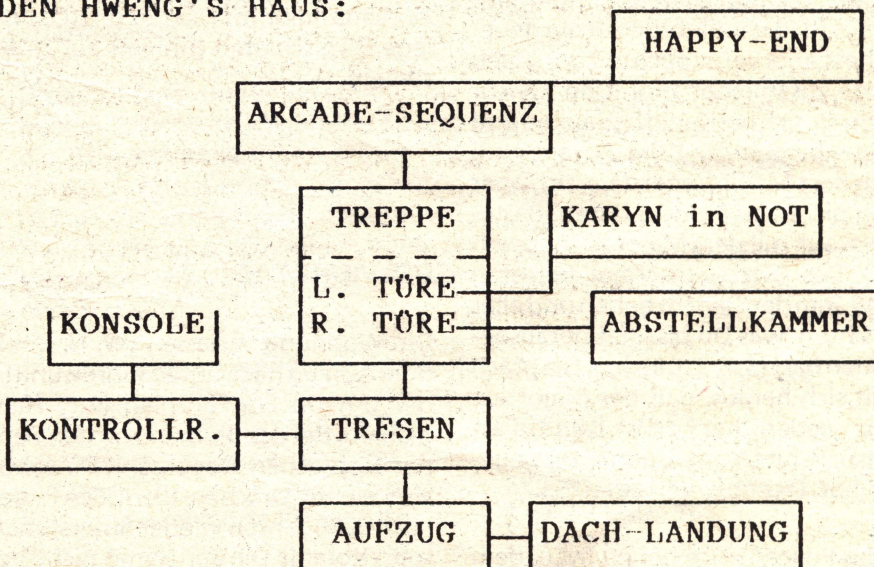 DEN HWENG'S HAUS:
HAPPY-END
ARCADE-SEQUENZ
TREPPE
KARYN in NOT
L. TÜRE
KONSOLE
R. TÜRE
ABSTELLKAMMER
KONTROLLR.
TRESEN
AUFZUG
DACH-LANDUNG